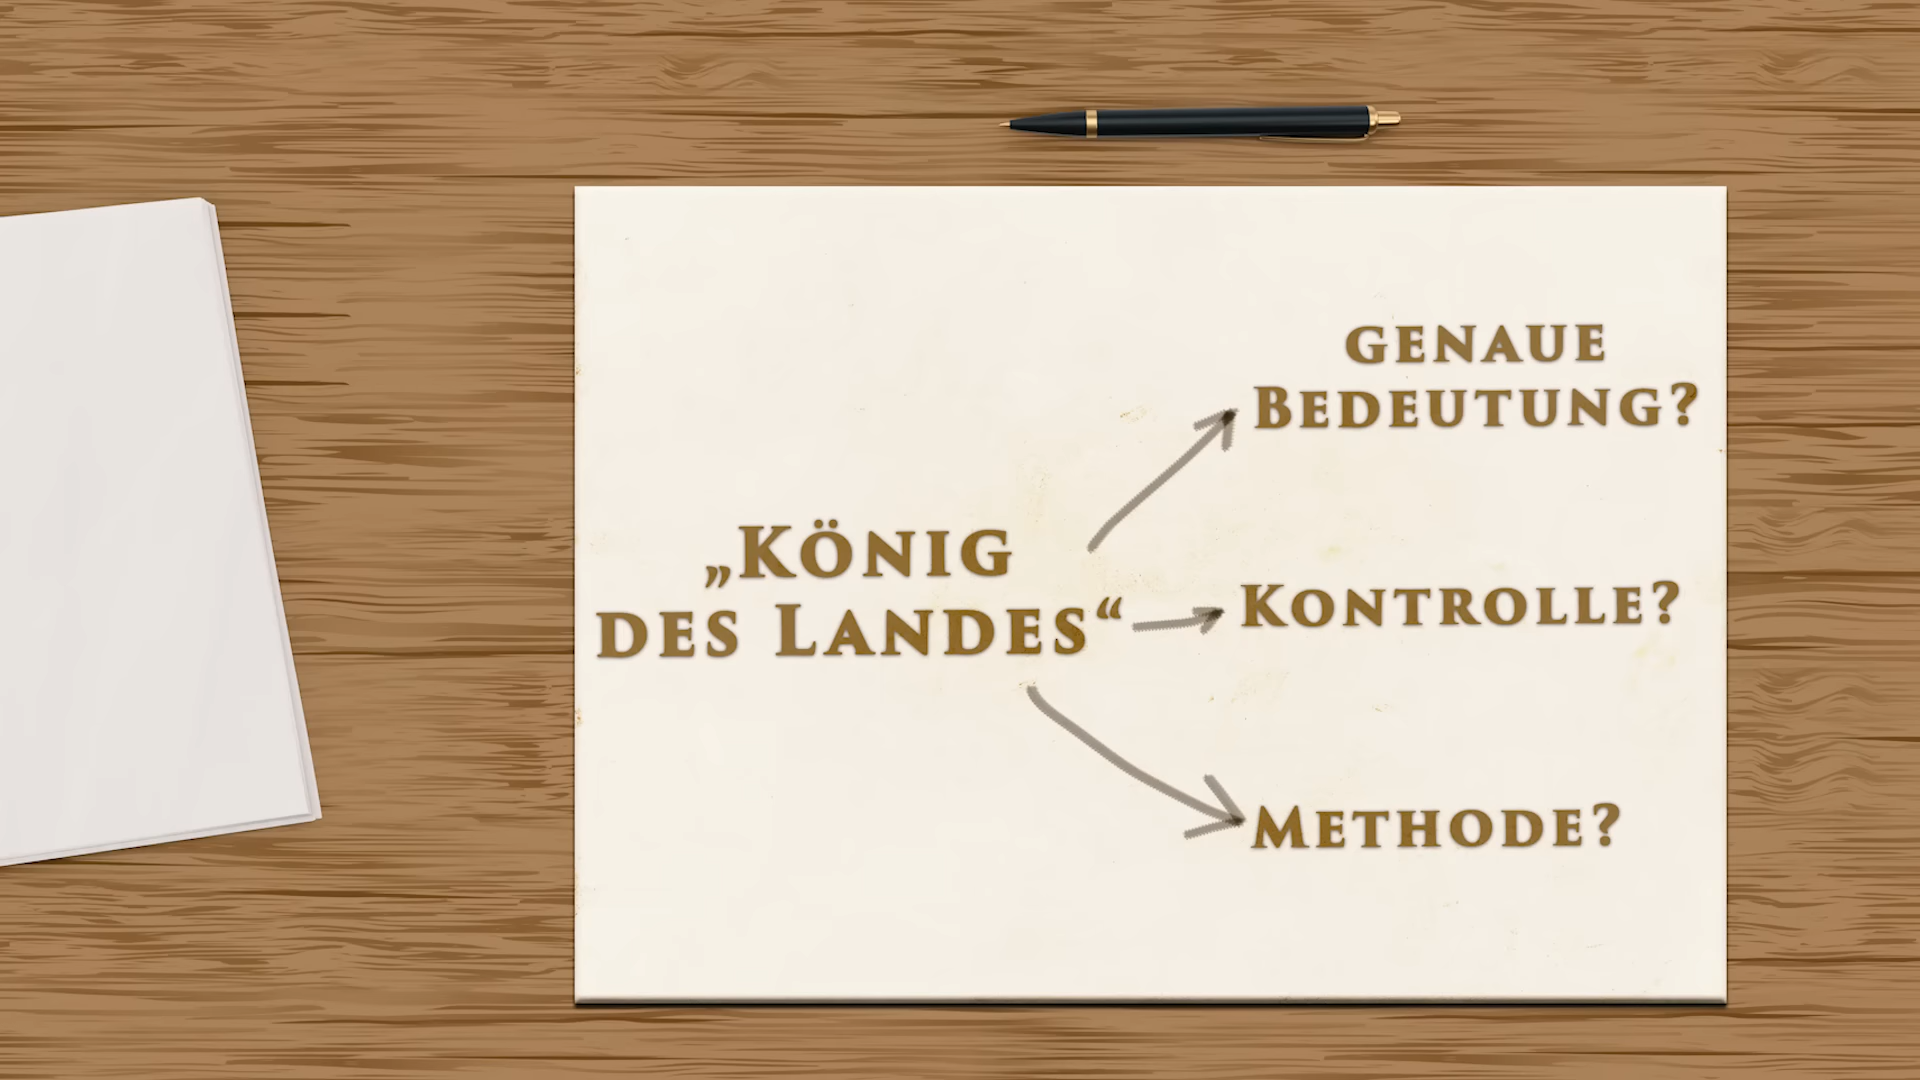 „König
des Landes“
genaue
Bedeutung?
Kontrolle?
Methode?